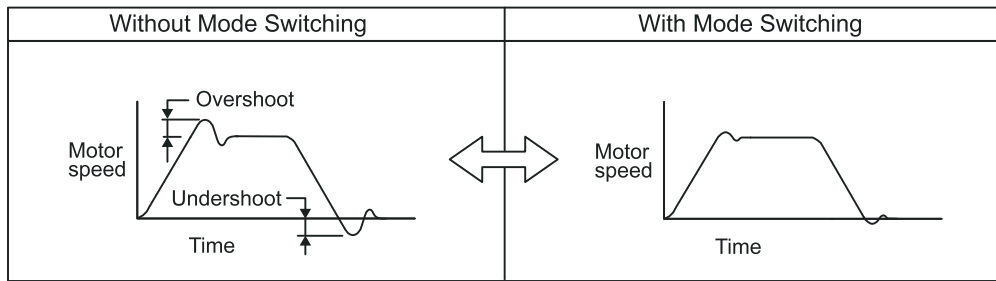 Without Mode Switching
With Mode Switching
Overshoot
Motor
speed
Undershoot
Time
Motor
speed
Time